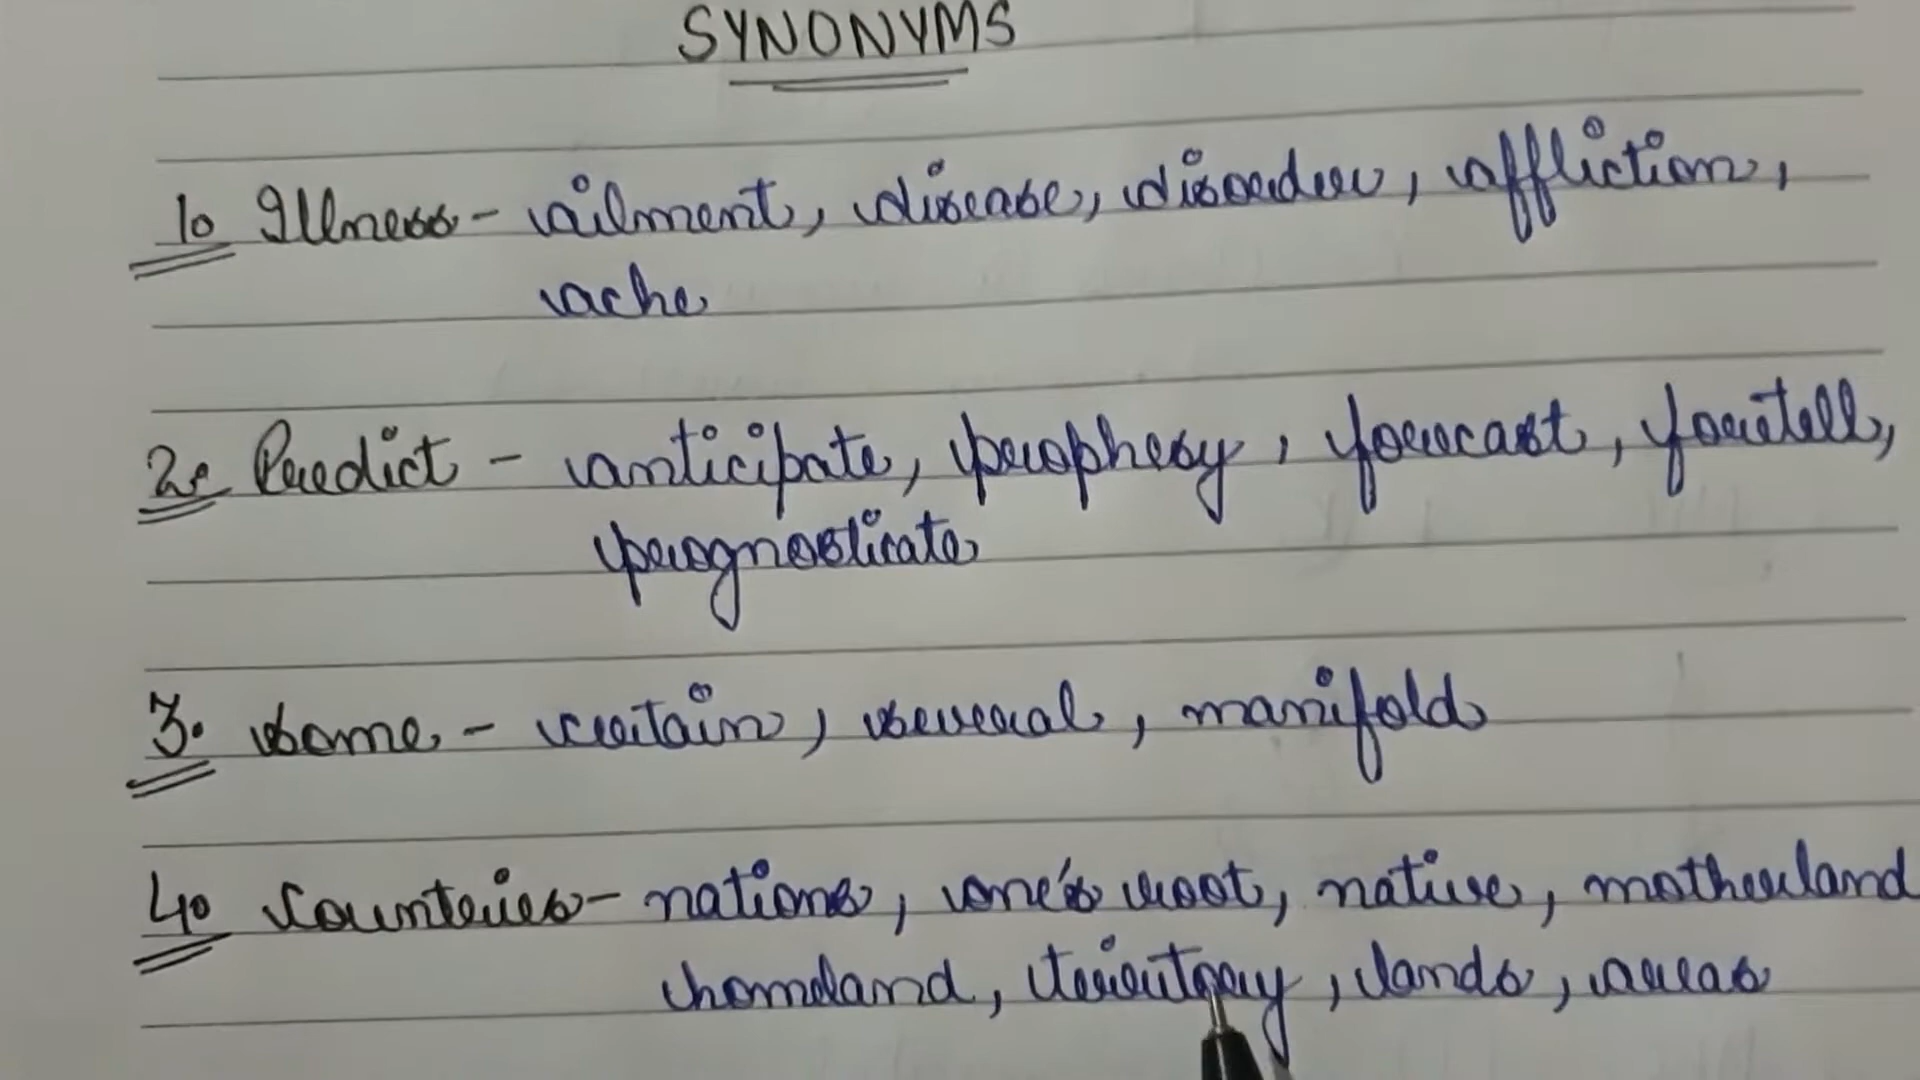 SYNONYMS
1. Illness - ailment, disease, disorder, affliction,
ache
2. Predict - anticipate, prophesy, forecast, foretell,
prognosticate
3. Some - certain, several, manifold
4. Countries - nations, one's root, native, motherland
homeland, territory, lands, areas